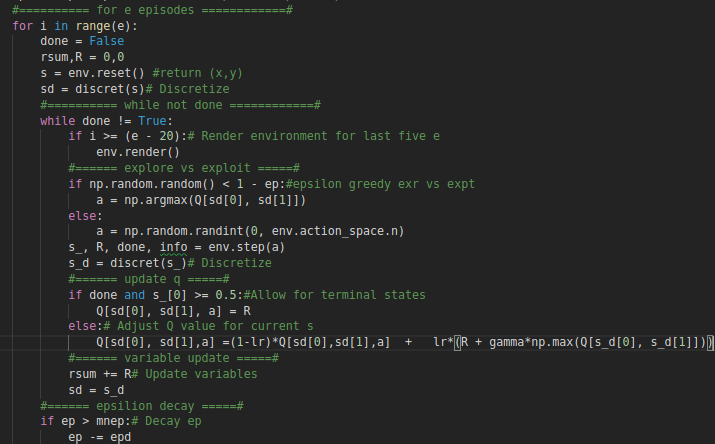 #========== for e episodes ============#
for i in range(e):
    done = False
    rsum,R = 0,0
    s = env.reset() #return (x,y)
    sd = discret(s)# Discretize
    #========== while not done ============#
    while done != True:
        if i >= (e - 20):# Render environment for last five e
            env.render()
        #====== explore vs exploit =====#
        if np.random.random() < 1 - ep:#epsilon greedy exr vs expt
            a = np.argmax(Q[sd[0], sd[1]])
        else:
            a = np.random.randint(0, env.action_space.n)
        s_, R, done, info = env.step(a)
        s_d = discret(s_)# Discretize
        #====== update q =====#
        if done and s_[0] >= 0.5:#Allow for terminal states
            Q[sd[0], sd[1], a] = R
        else:# Adjust Q value for current s
            Q[sd[0], sd[1],a] =(1-lr)*Q[sd[0],sd[1],a]  +   lr*(R + gamma*np.max(Q[s_d[0], s_d[1]]))
        #====== variable update =====#
        rsum += R# Update variables
        sd = s_d
    #====== epsilion decay =====#
    if ep > mnep:# Decay ep
        ep -= epd